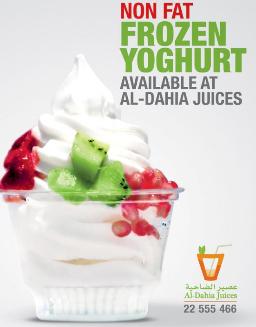 NON FAT
FROZEN
YOGHURT
AVAILABLE AT
AL-DAHIA JUICES
عصير الضاحية
Al-Dahia Juices
22 555 466